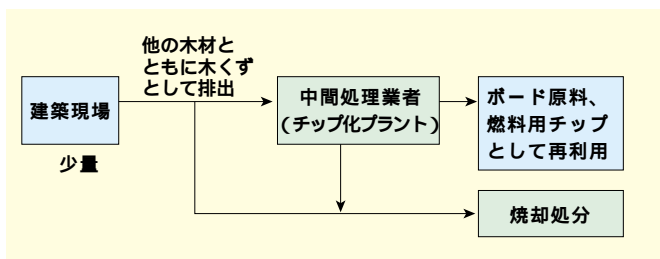 他の木材と
ともに木くず
として排出
建築現場
少量
中間処理業者
(チップ化プラント)
ボード原料、
燃料用チップ
として再利用
焼却処分